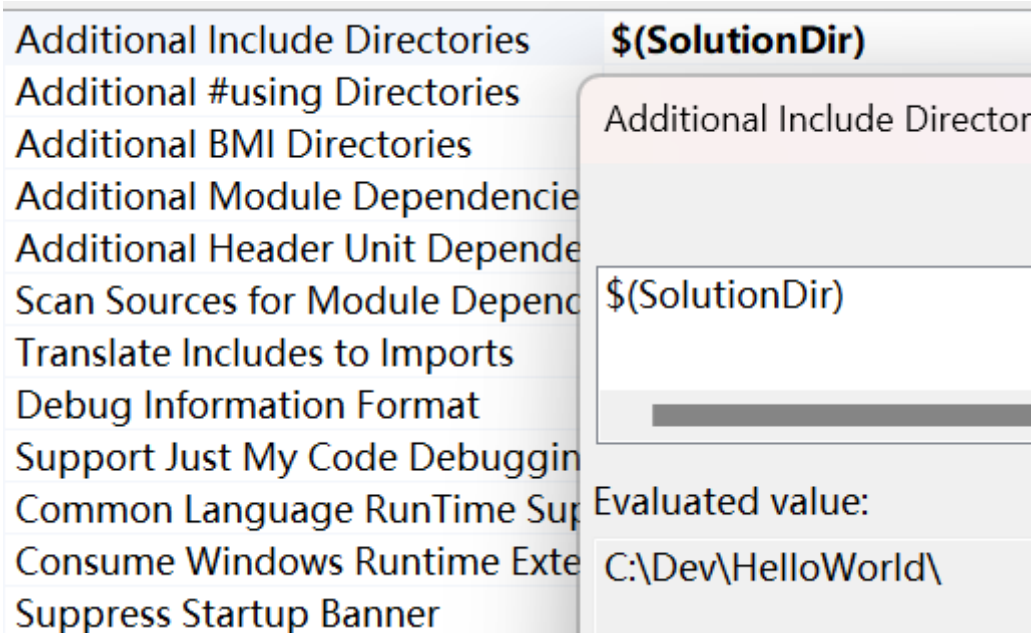 Additional Include Directories $(SolutionDir)
Additional #using Directories
Additional BMI Directories
Additional Module Dependencie
Additional Header Unit Depende
Scan Sources for Module Depend
Translate Includes to Imports
Debug Information Format
Support Just My Code Debuggin
Common Language RunTime Sup
Consume Windows Runtime Exte
Suppress Startup Banner
Additional Include Director
$(SolutionDir)
Evaluated value:
C:\Dev\HelloWorld\